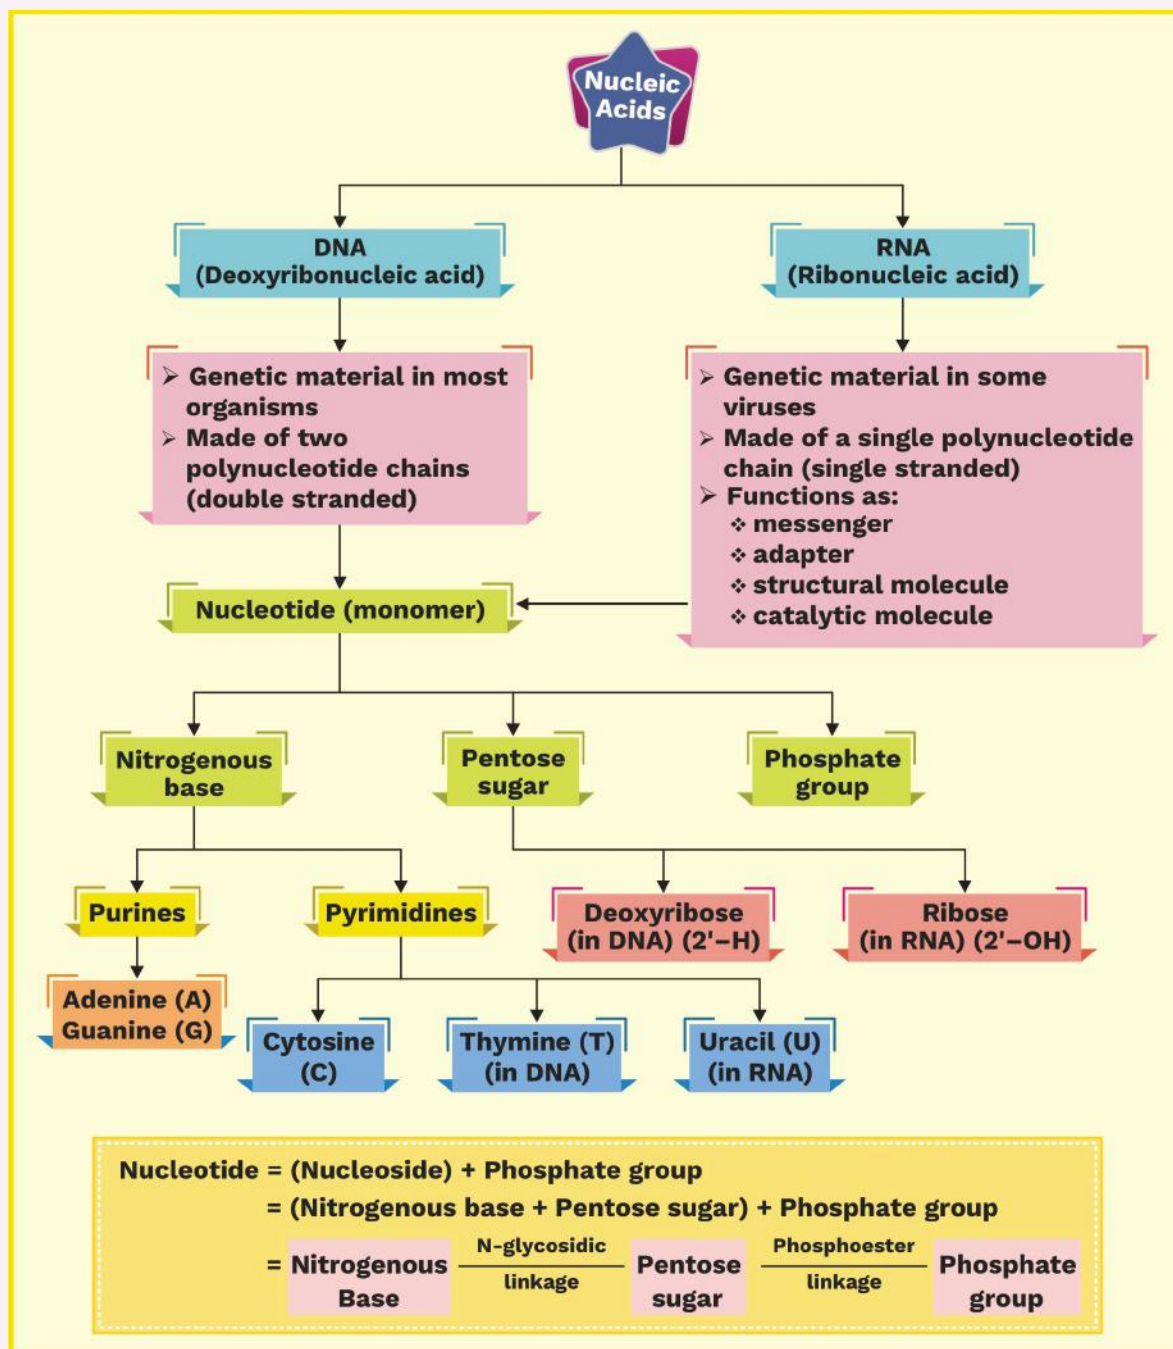 Nucleic
Acids
DNA
(Deoxyribonucleic acid)
RNA
(Ribonucleic acid)
➢ Genetic material in most
organisms
➢ Made of two
polynucleotide chains
(double stranded)
➢ Genetic material in some
viruses
➢ Made of a single polynucleotide
chain (single stranded)
➢ Functions as:
❖ messenger
❖ adapter
❖ structural molecule
❖ catalytic molecule
Nucleotide (monomer)
Nitrogenous
base
Pentose
sugar
Phosphate
group
Purines
Pyrimidines
Deoxyribose
(in DNA) (2'–H)
Ribose
(in RNA) (2'–OH)
Adenine (A)
Guanine (G)
Cytosine
(C)
Thymine (T)
(in DNA)
Uracil (U)
(in RNA)
Nucleotide = (Nucleoside) + Phosphate group
= (Nitrogenous base + Pentose sugar) + Phosphate group
= Nitrogenous Base
N-glycosidic
linkage
Pentose
sugar
Phosphoester
linkage
Phosphate
group